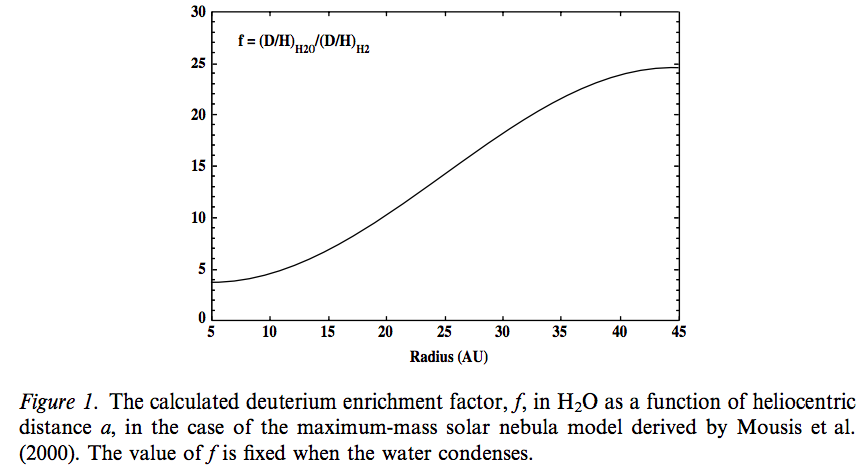 30
f = (D/H)H2O/(D/H)H2
25
20
15
10
5
0
5 10 15 20 25 30 35 40 45
Radius (AU)
Figure 1. The calculated deuterium enrichment factor, f, in H₂O as a function of heliocentric
distance a, in the case of the maximum-mass solar nebula model derived by Mousis et al.
(2000). The value of f is fixed when the water condenses.